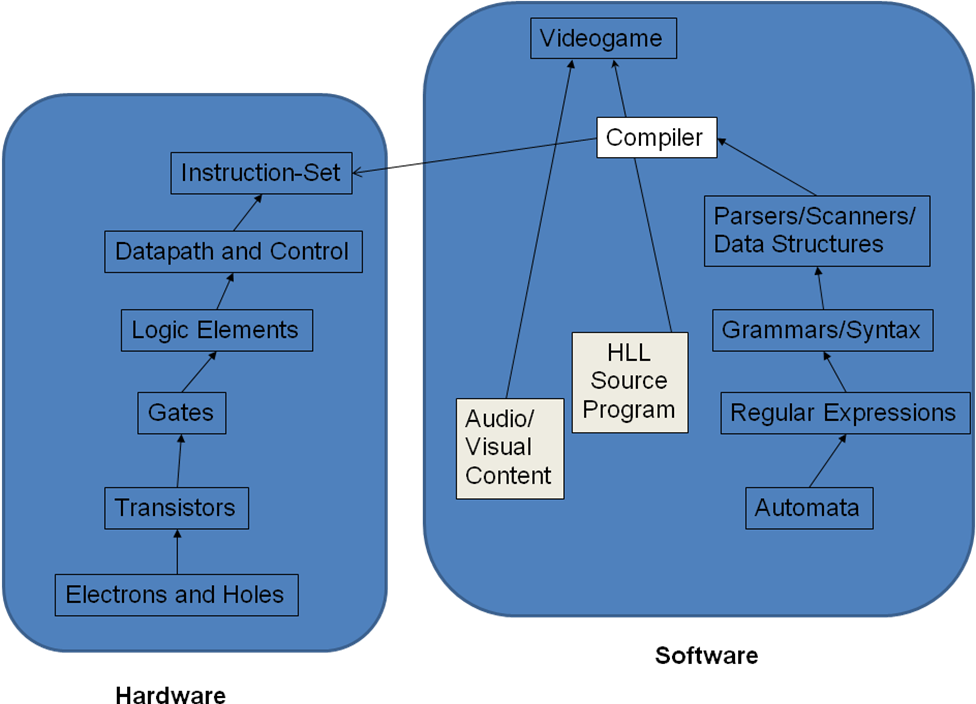 Videogame
Compiler
Instruction-Set
Parsers/Scanners/
Data Structures
Datapath and Control
Logic Elements
Grammars/Syntax
HLL
Source
Program
Gates
Audio/
Visual
Content
Regular Expressions
Transistors
Automata
Electrons and Holes
Software
Hardware